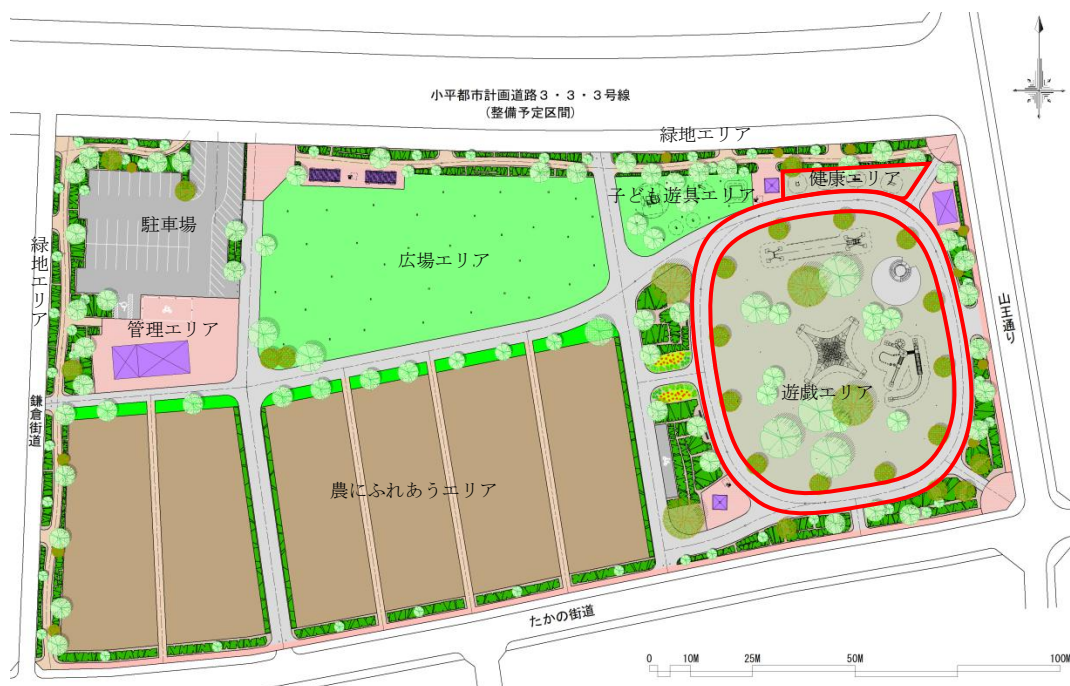 小平都市計画道路3・3・3号線
(整備予定区間)
緑地エリア
健康エリア
子ども遊具エリア
駐車場
広場エリア
緑地エリア
管理エリア
山王通り
遊戯エリア
鎌倉街道
農にふれあうエリア
たかの街道
0 10M 25M 50M 100M